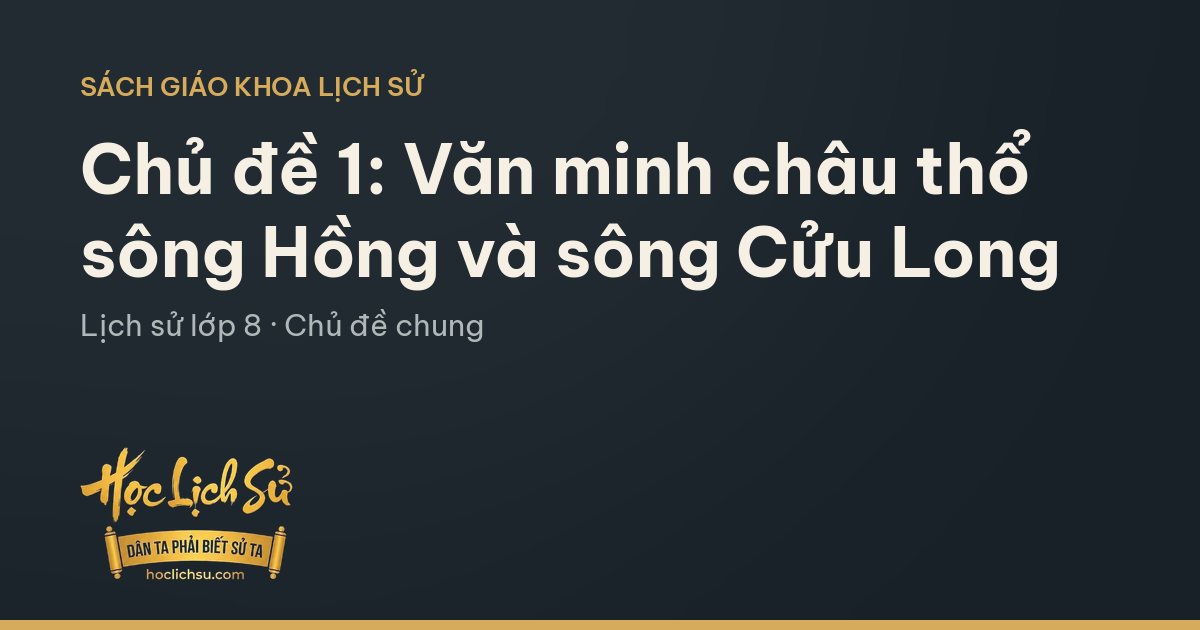 SÁCH GIÁO KHOA LỊCH SỬ
Chủ đề 1: Văn minh châu thổ
sông Hồng và sông Cửu Long
Lịch sử lớp 8 · Chủ đề chung
Học Lịch Sử
DÂN TA PHẢI BIẾT SỬ TA
hoclichsu.com